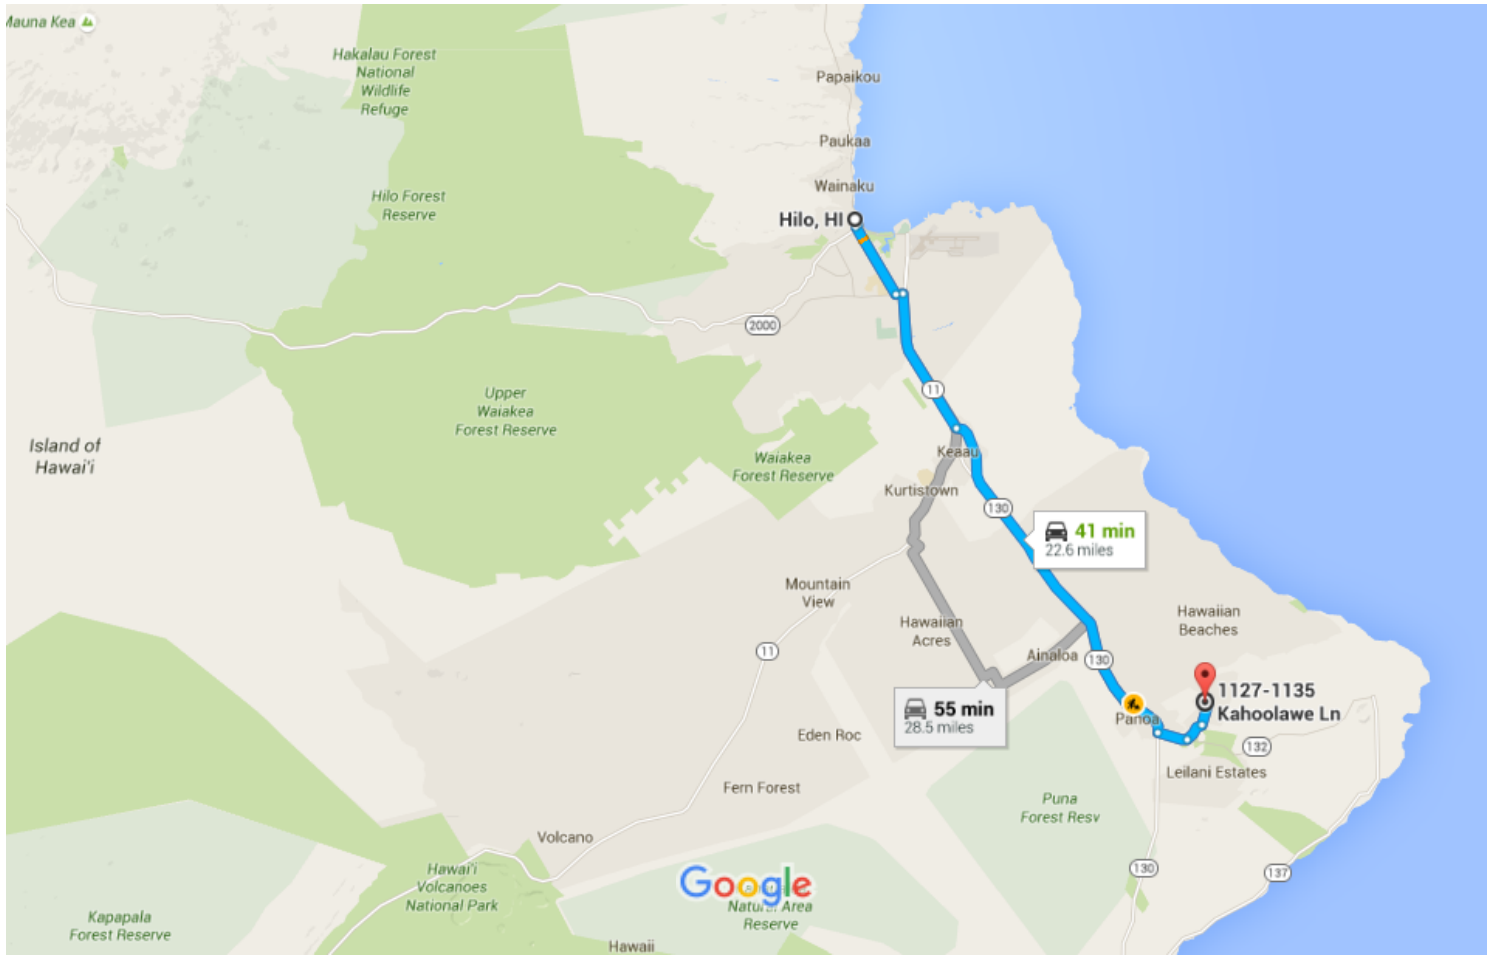 Mauna Kea
Hakalau Forest
National
Wildlife
Refuge
Papaikou
Paukaa
Wainaku
Hilo Forest
Reserve
Hilo, HI
2000
11
Upper
Waiakea
Forest Reserve
Island of
Hawai'i
Waiakea
Forest Reserve
Keaau
Kurtistown
130
41 min
22.6 miles
Mountain
View
Hawaiian
Acres
Hawaiian
Beaches
11
Ainaloa
130
1127-1135
Kahoolawe Ln
55 min
28.5 miles
Pahoa
Eden Roc
132
Leilani Estates
Fern Forest
Puna
Forest Resv
Volcano
Hawai'i
Volcanoes
National Park
130
137
Google
Natural Area
Reserve
Kapapala
Forest Reserve
Hawaii